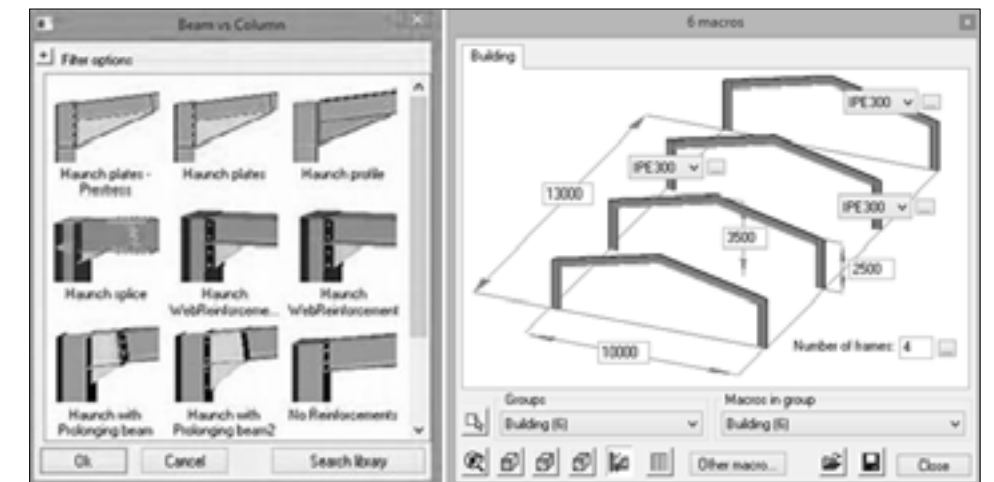 Beam vs Column
Filter options
Haunch plates - Prestress
Haunch plates
Haunch profile
Haunch splice
Haunch WebReinforceme...
Haunch WebReinforcement
Haunch with Prolonging beam
Haunch with Prolonging beam2
No Reinforcements
Ok
Cancel
Search library
6 macros
Building
IPE300
IPE300
IPE300
13000
3500
2500
10000
Number of frames: 4
Groups
Building (6)
Macros in group
Building (6)
Other macro...
Close